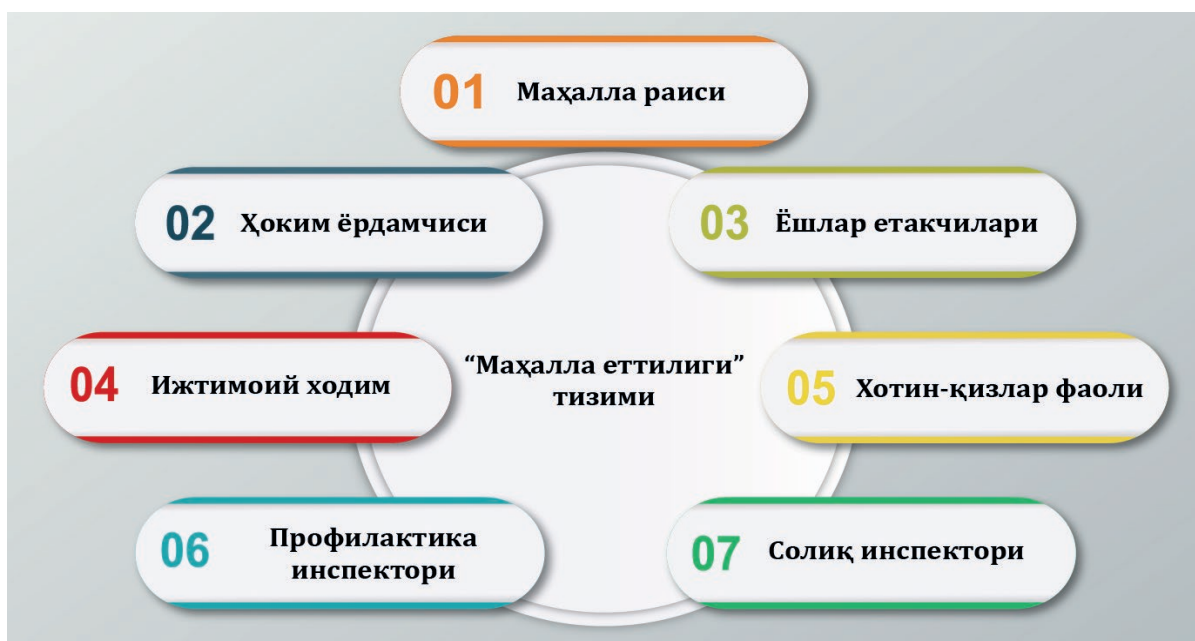 01 Маҳалла раиси
02 Ҳоким ёрдамчиси
03 Ёшлар етакчилари
04 Ижтимоий ходим
“Маҳалла еттилиги”
тизими
05 Хотин-қизлар фаоли
06 Профилактика
инспектори
07 Солиқ инспектори